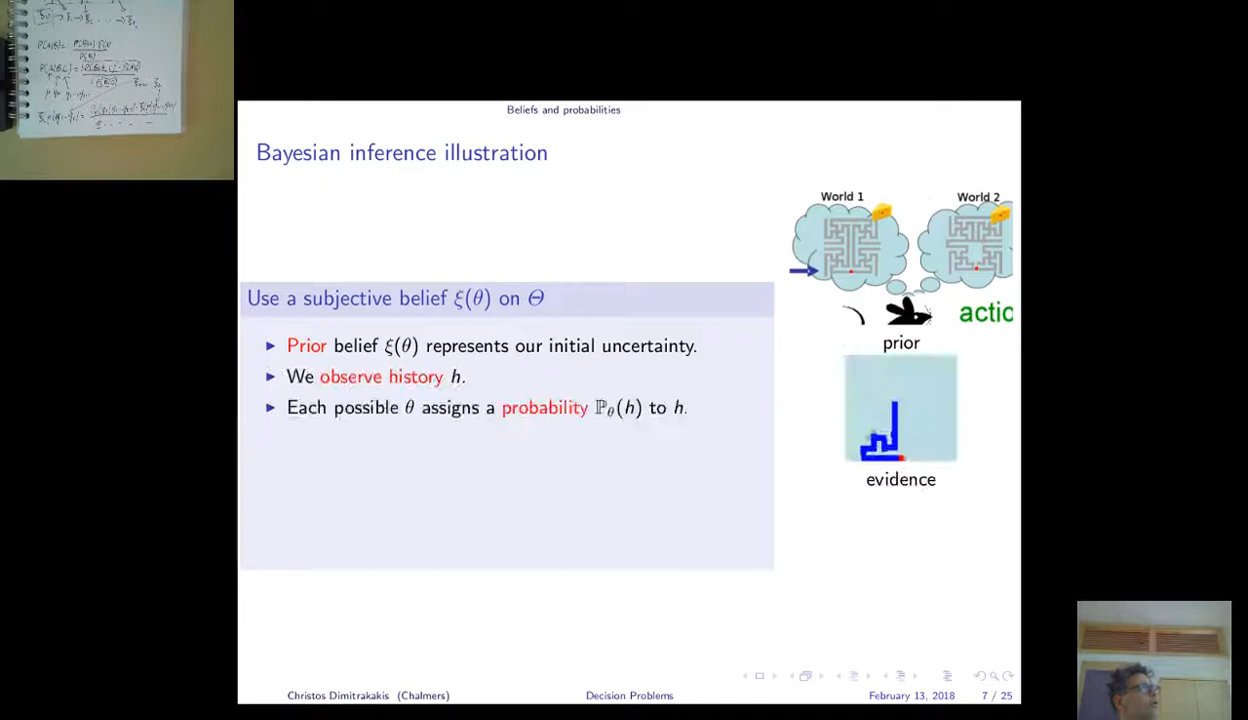 Beliefs and probabilities
Bayesian inference illustration
World 1
World 2
Use a subjective belief ξ(θ) on Θ
Prior belief ξ(θ) represents our initial uncertainty.
We observe history h.
Each possible θ assigns a probability ℙθ(h) to h.
actio
prior
evidence
Christos Dimitrakakis (Chalmers)
Decision Problems
February 13, 2018
7 / 25